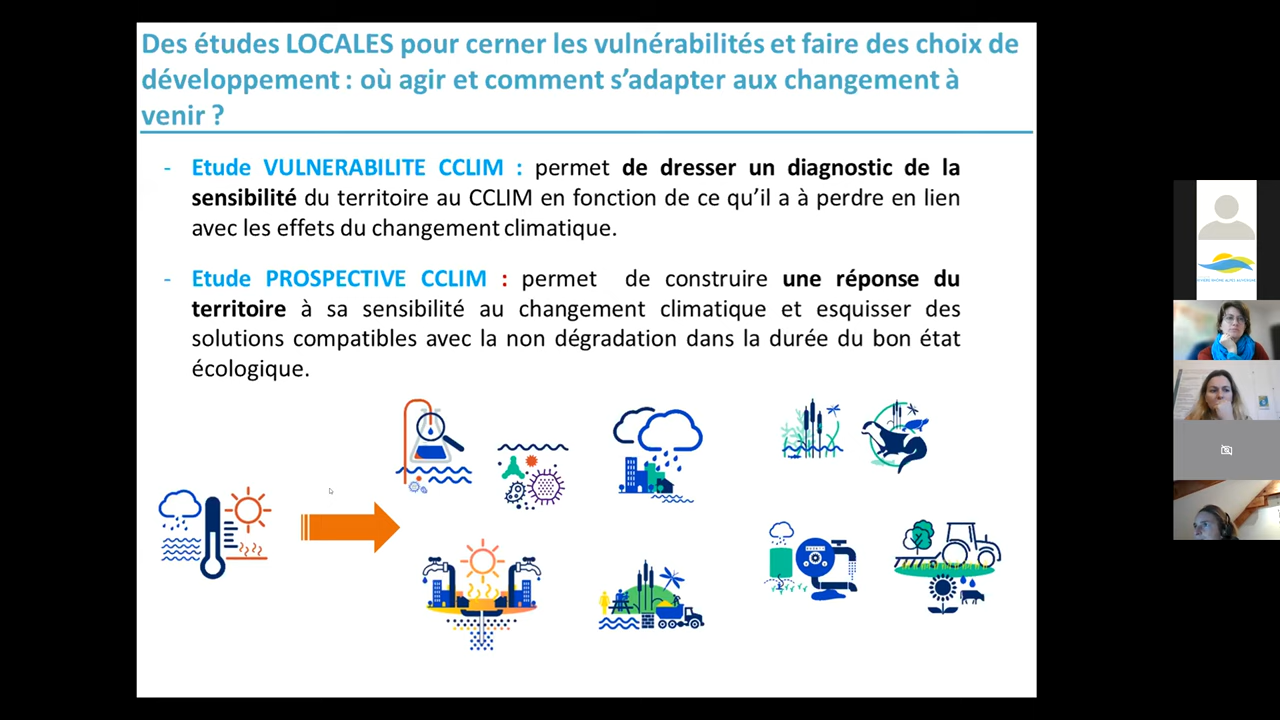 Des études LOCALES pour cerner les vulnérabilités et faire des choix de
développement : où agir et comment s’adapter aux changement à
venir ?
- Etude VULNERABILITE CCLIM : permet de dresser un diagnostic de la
sensibilité du territoire au CCLIM en fonction de ce qu’il a à perdre en lien
avec les effets du changement climatique.
- Etude PROSPECTIVE CCLIM : permet de construire une réponse du
territoire à sa sensibilité au changement climatique et esquisser des
solutions compatibles avec la non dégradation dans la durée du bon état
écologique.